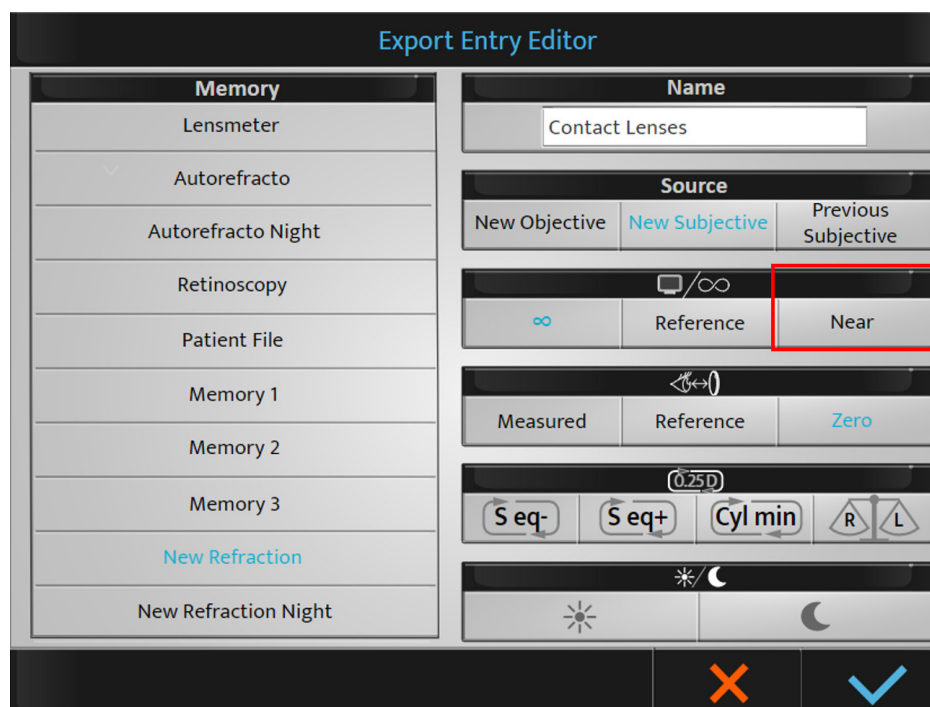 Export Entry Editor
Memory
Lensmeter
Autorefracto
Autorefracto Night
Retinoscopy
Patient File
Memory 1
Memory 2
Memory 3
New Refraction
New Refraction Night
Name
Contact Lenses
Source
New Objective
New Subjective
Previous
Subjective
/∞
∞
Reference
Near
Measured
Reference
Zero
0.25D
S eq-
S eq+
Cyl min
R
L